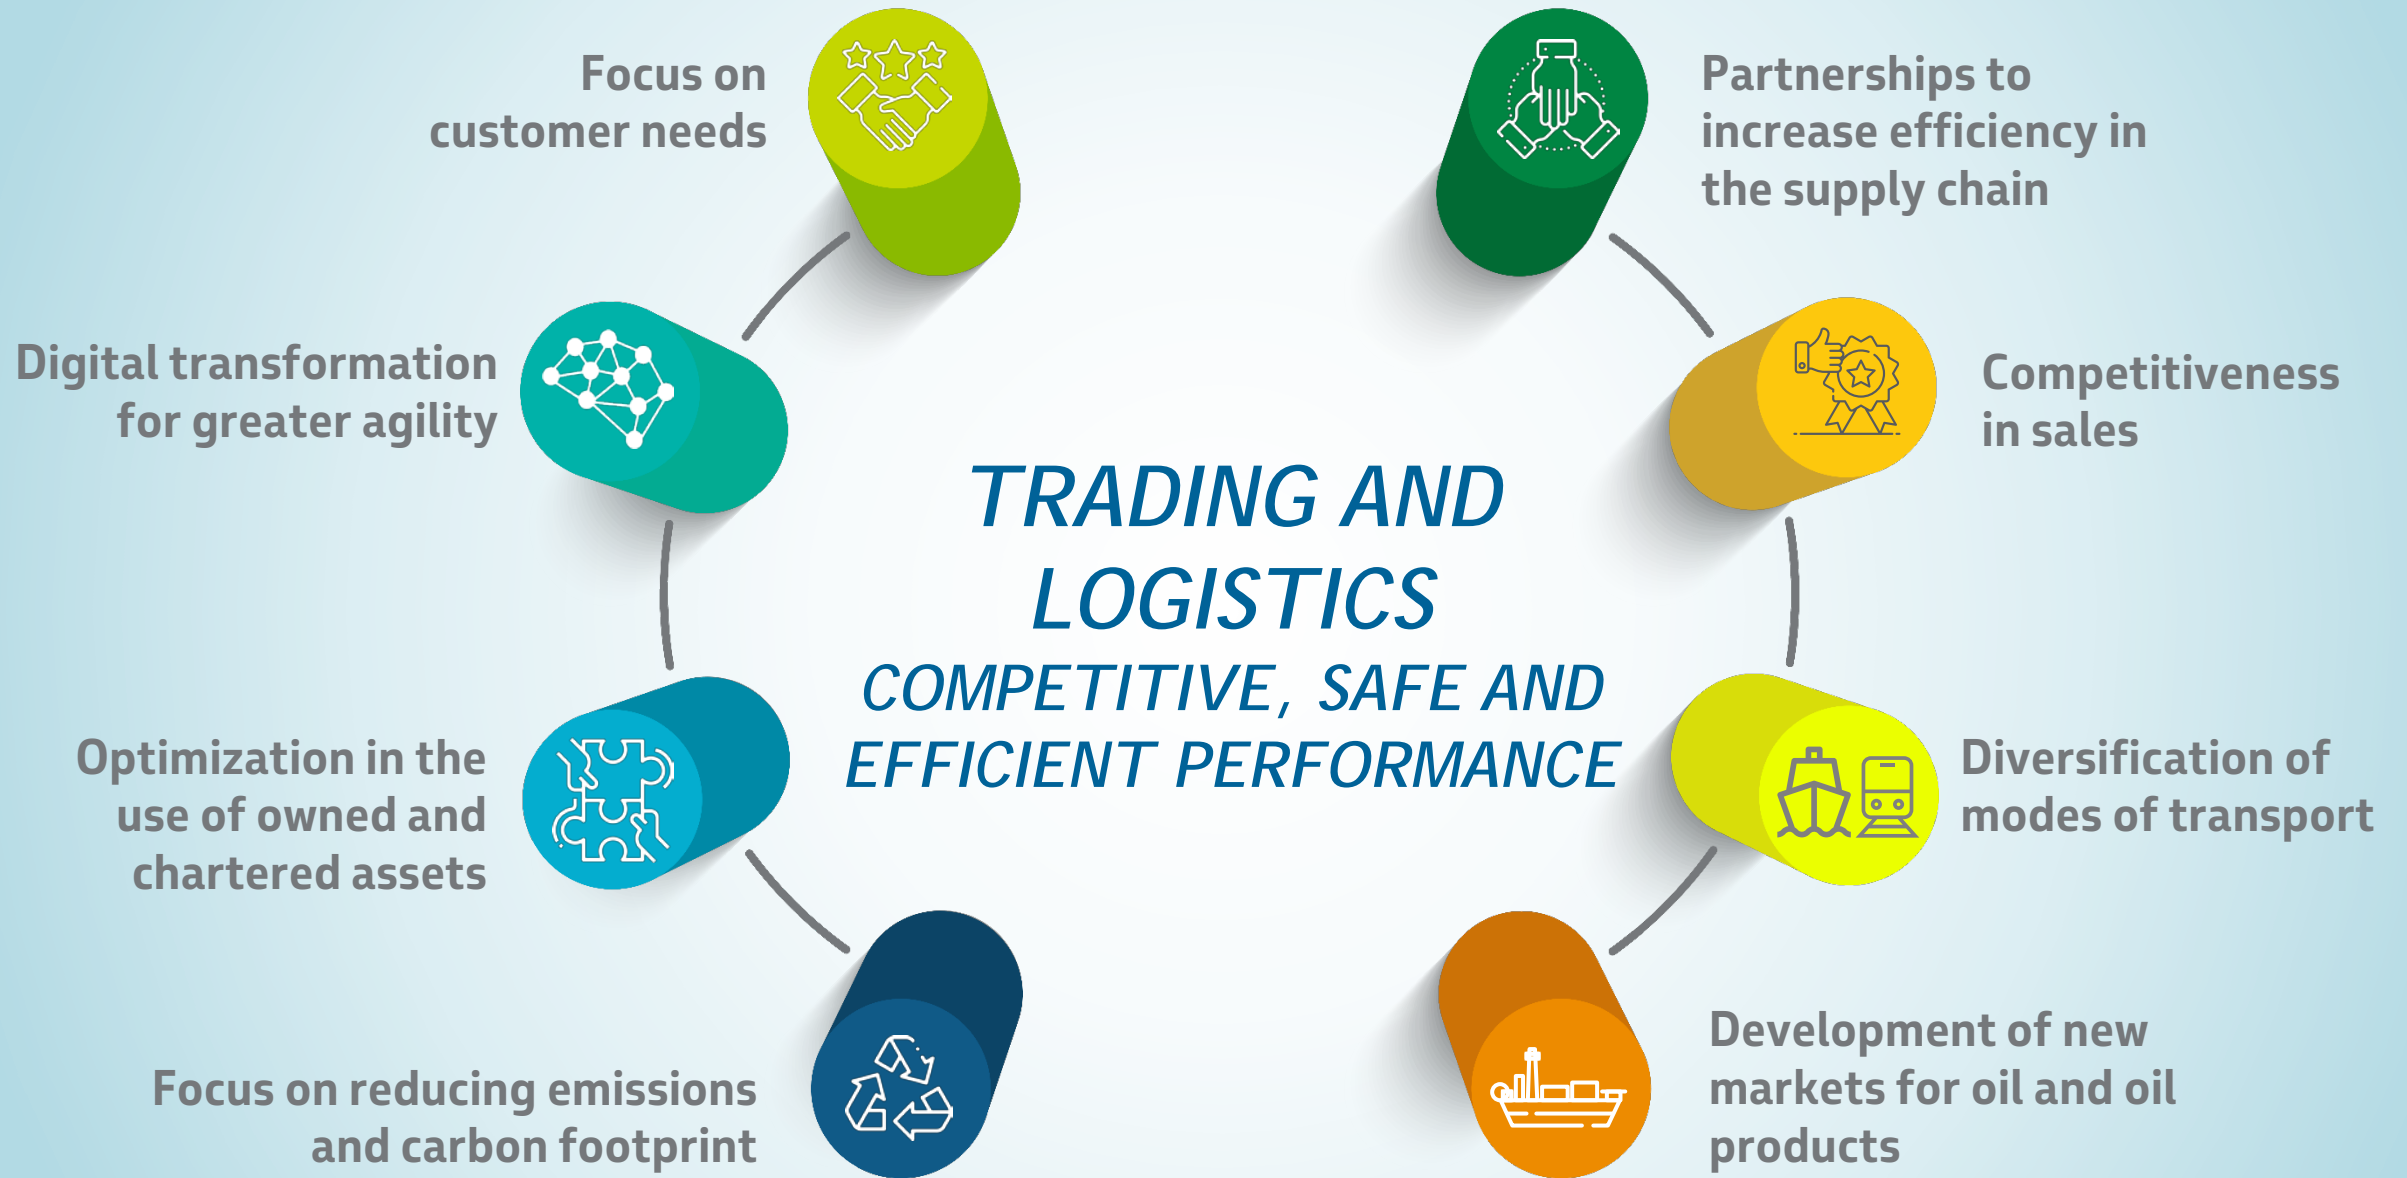 Focus on
customer needs
Digital transformation
for greater agility
Optimization in the
use of owned and
chartered assets
Focus on reducing emissions
and carbon footprint
TRADING AND
LOGISTICS
COMPETITIVE, SAFE AND
EFFICIENT PERFORMANCE
Partnerships to
increase efficiency in
the supply chain
Competitiveness
in sales
Diversification of
modes of transport
Development of new
markets for oil and oil
products